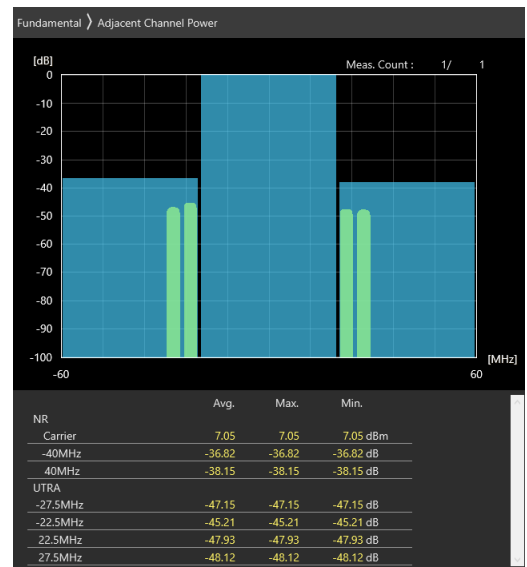 Fundamental 》 Adjacent Channel Power
[dB]
Meas. Count : 1/ 1
0
-10
-20
-30
-40
-50
-60
-70
-80
-90
-100
[MHz]
-60 60
Avg. Max. Min.
NR
Carrier 7.05 7.05 7.05 dBm
-40MHz -36.82 -36.82 -36.82 dB
40MHz -38.15 -38.15 -38.15 dB
UTRA
-27.5MHz -47.15 -47.15 -47.15 dB
-22.5MHz -45.21 -45.21 -45.21 dB
22.5MHz -47.93 -47.93 -47.93 dB
27.5MHz -48.12 -48.12 -48.12 dB